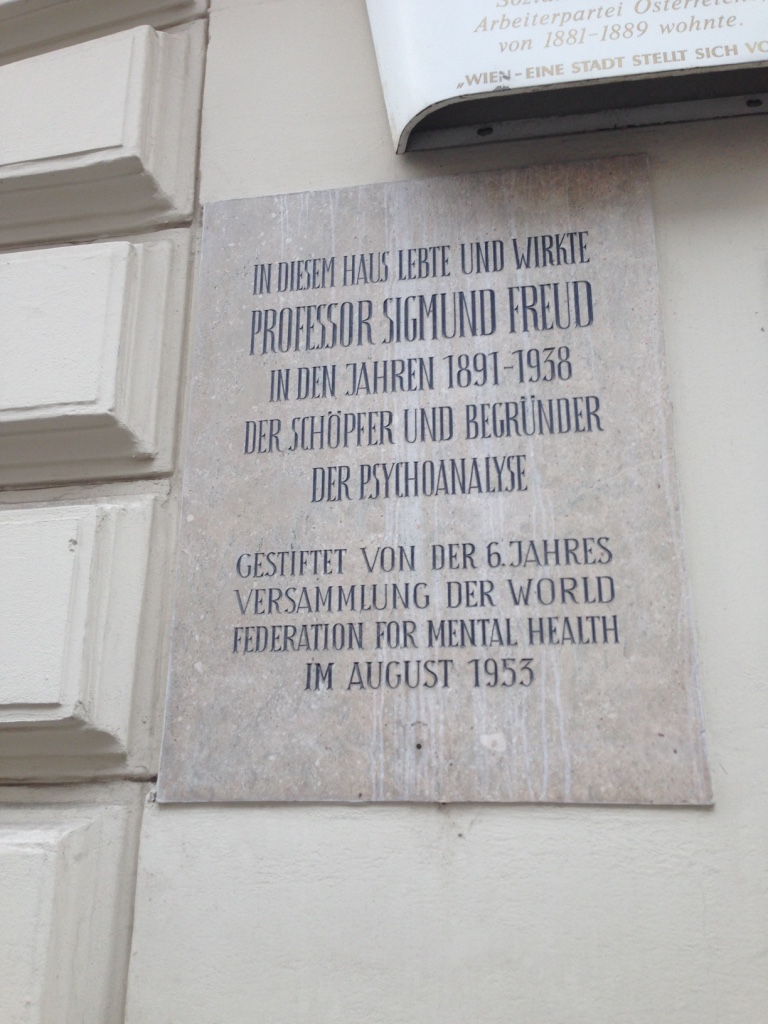 Arbeiterpartei Österreichs
von 1881-1889 wohnte.
„WIEN-EINE STADT STELLT SICH
IN DIESEM HAUS LEBTE UND WIRKTE
PROFESSOR SIGMUND FREUD
IN DEN JAHREN 1891-1938
DER SCHÖPFER UND BEGRÜNDER
DER PSYCHOANALYSE
GESTIFTET VON DER 6. JAHRES
VERSAMMLUNG DER WORLD
FEDERATION FOR MENTAL HEALTH
IM AUGUST 1953